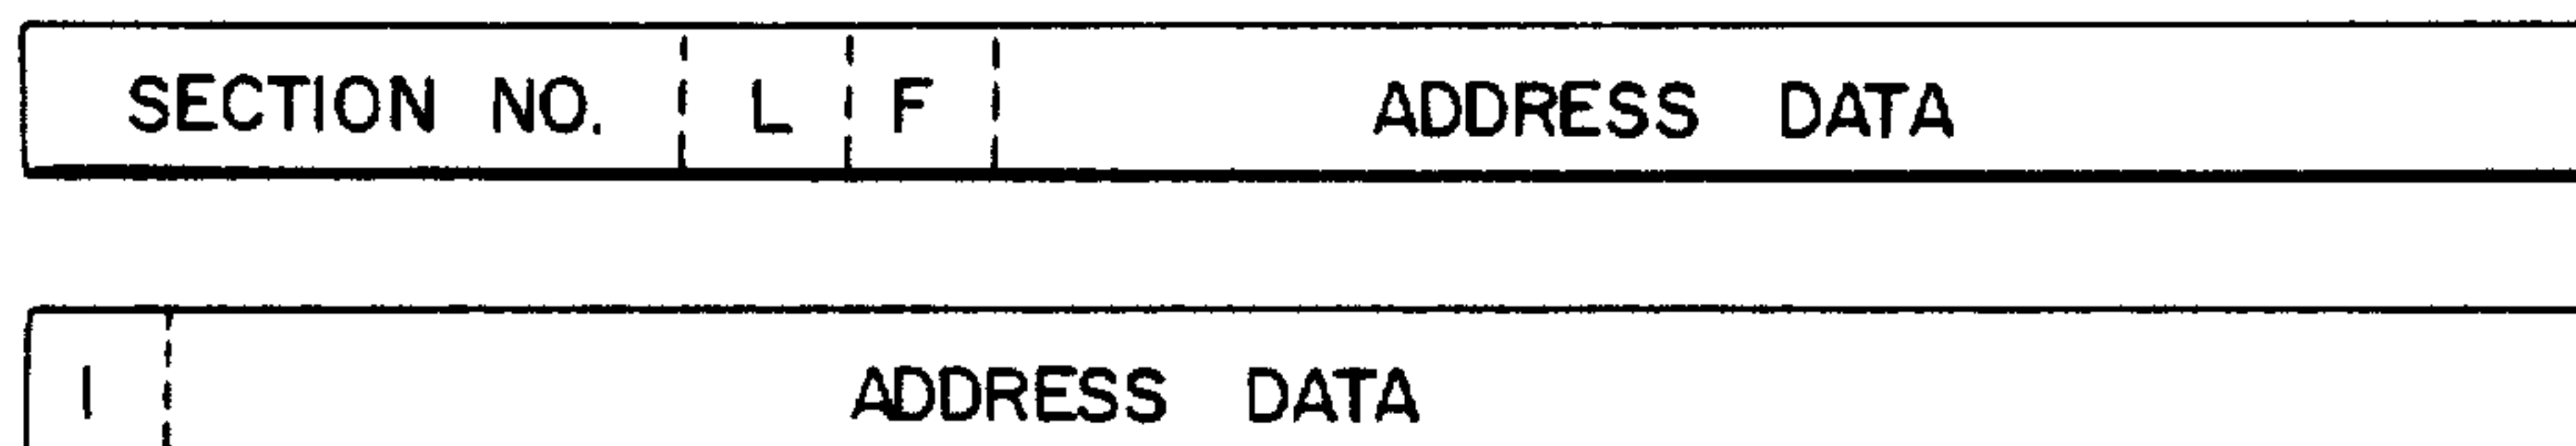 SECTION NO. L F ADDRESS DATA
I ADDRESS DATA